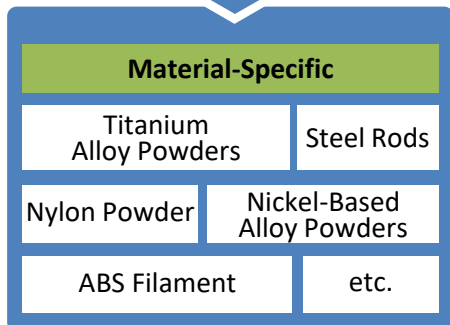 Material-Specific
Titanium
Alloy Powders
Steel Rods
Nylon Powder
Nickel-Based
Alloy Powders
ABS Filament
etc.